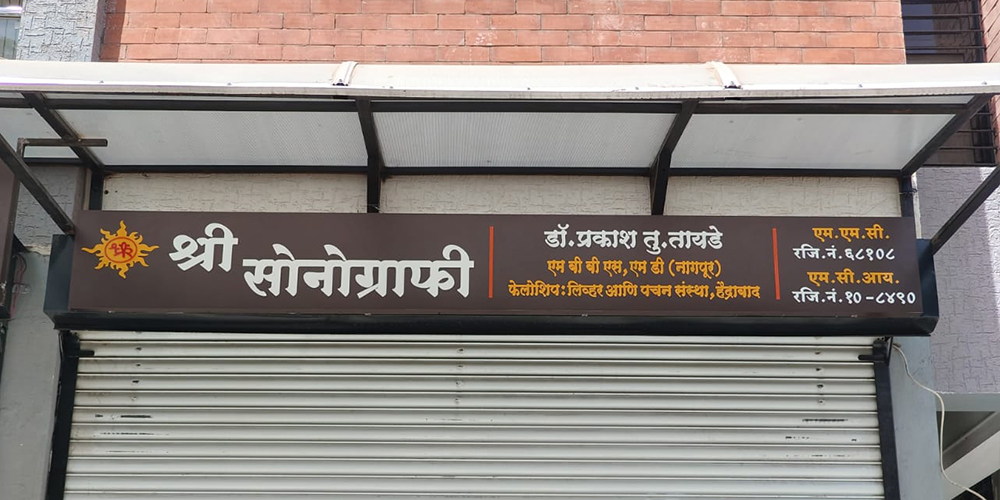 श्री
सोनोग्राफी
डॉ.प्रकाश तु.तायडे
एम बी बी एस,एम डी (नागपूर)
फेलोशिप:लिव्हर आणि पचन संस्था,हैद्राबाद
एम.एम.सी.
रजि.नं.६८१०८
एम.सी.आय.
रजि.नं.१०-८४९०